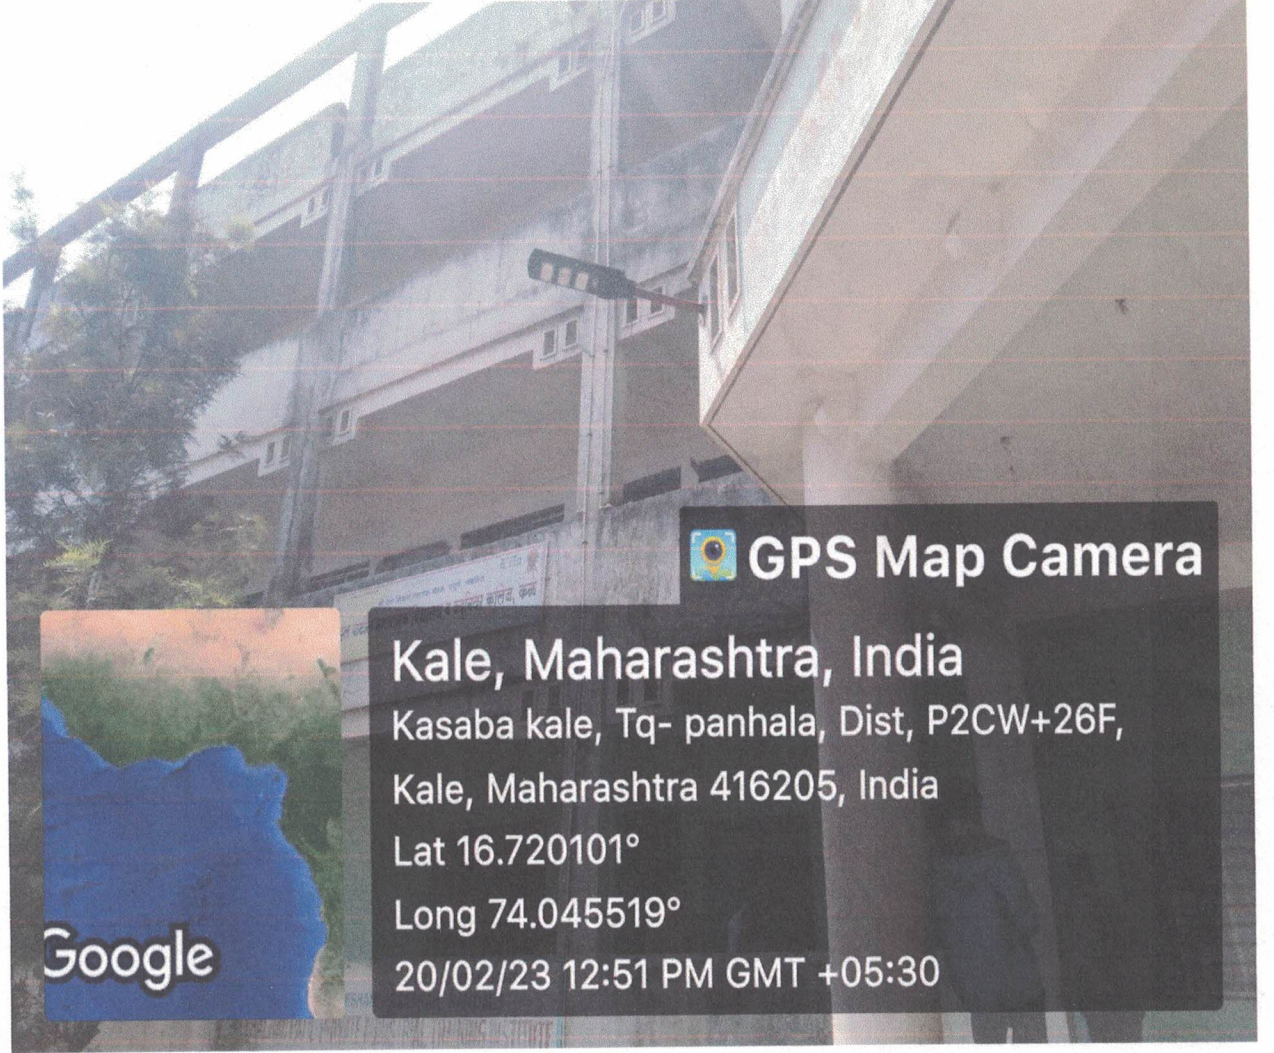 GPS Map Camera
Kale, Maharashtra, India
Kasaba kale, Tq- panhala, Dist, P2CW+26F,
Kale, Maharashtra 416205, India
Lat 16.720101°
Long 74.045519°
20/02/23 12:51 PM GMT +05:30
Google
INSTITUTE